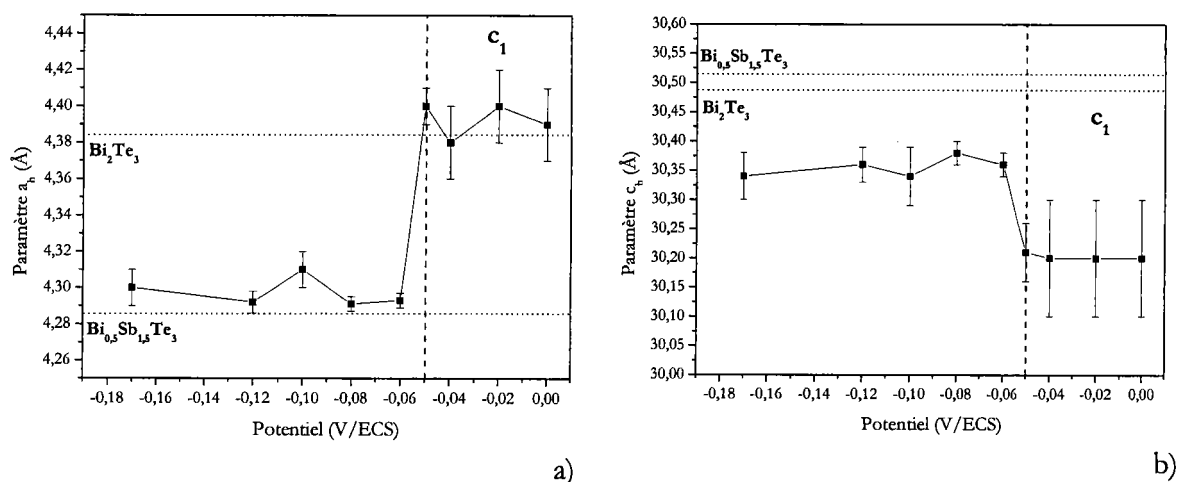 4,44
4,42
4,40
4,38
4,36
4,34
4,32
4,30
4,28
4,26
Paramètre a_h (Å)
c_1
Bi_2Te_3
Bi_0,5Sb_1,5Te_3
-0,18 -0,16 -0,14 -0,12 -0,10 -0,08 -0,06 -0,04 -0,02 0,00
Potentiel (V/ECS)
a)
30,60
30,55
30,50
30,45
30,40
30,35
30,30
30,25
30,20
30,15
30,10
30,05
30,00
Paramètre c_h (Å)
Bi_0,5Sb_1,5Te_3
Bi_2Te_3
c_1
-0,18 -0,16 -0,14 -0,12 -0,10 -0,08 -0,06 -0,04 -0,02 0,00
Potentiel (V/ECS)
b)